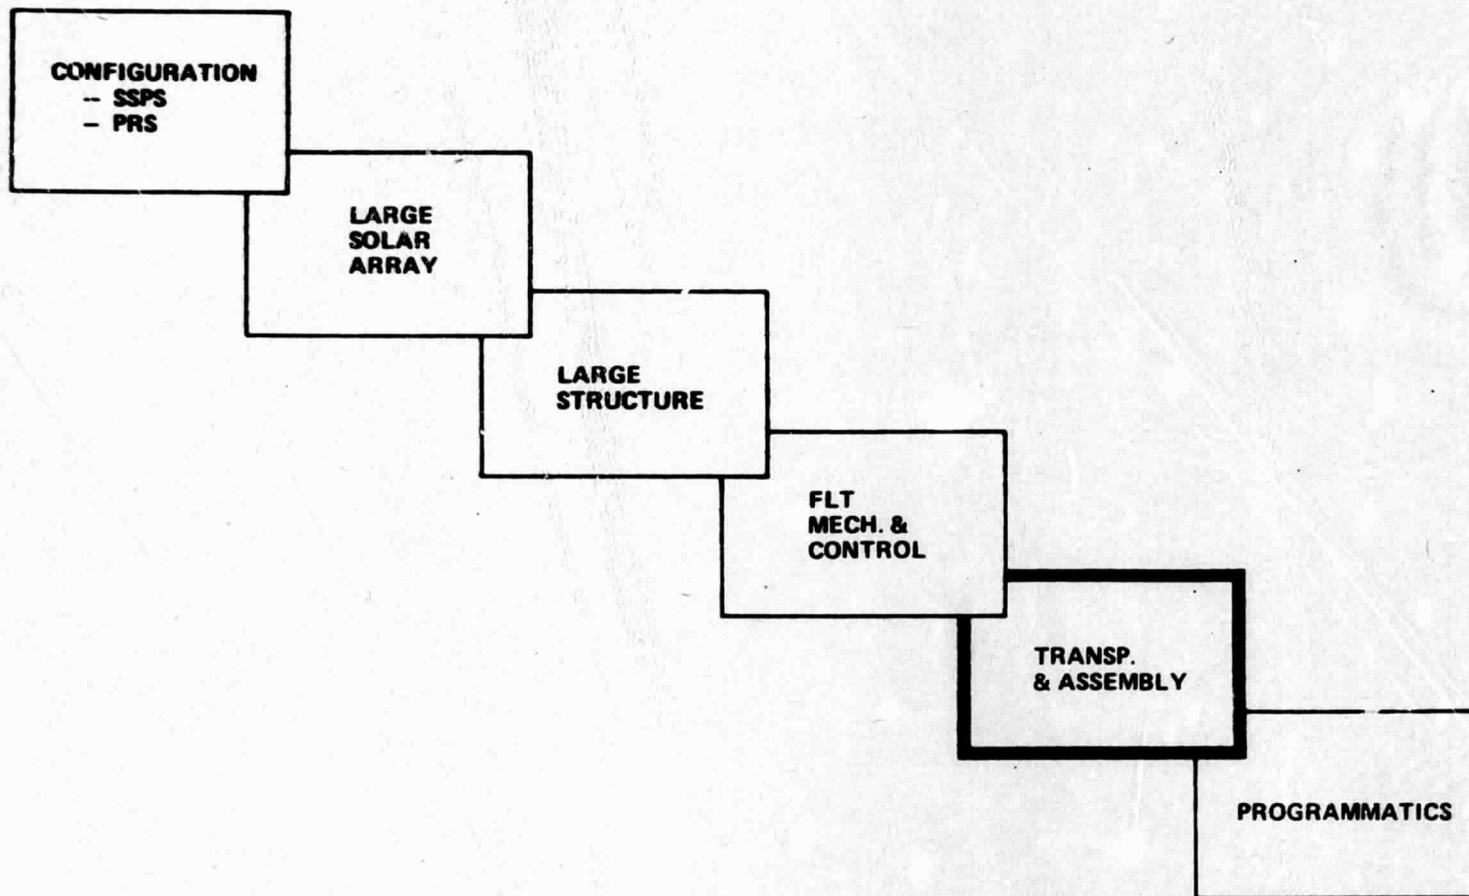 CONFIGURATION
-- SSPS
– PRS
LARGE
SOLAR
ARRAY
LARGE
STRUCTURE
FLT
MECH. &
CONTROL
TRANSP.
& ASSEMBLY
PROGRAMMATICS